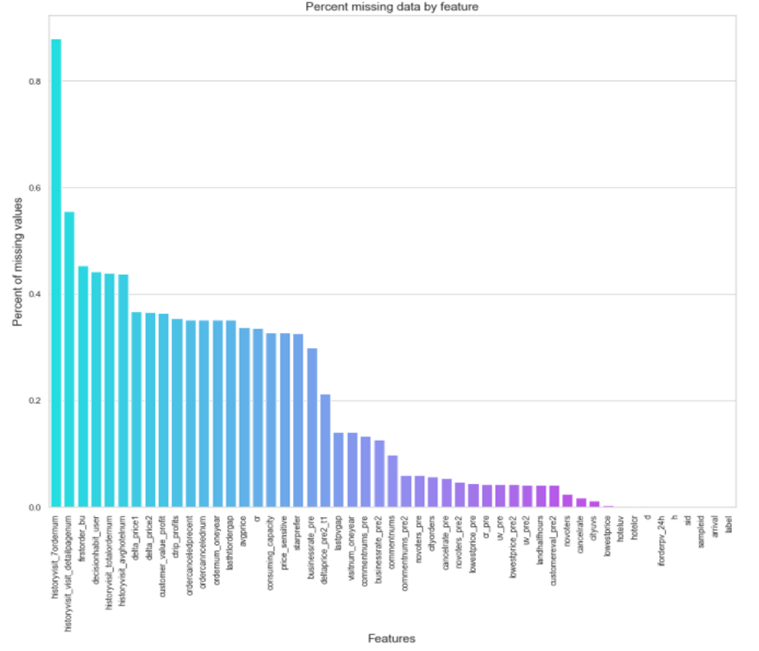 Percent missing data by feature
Percent of missing values
0.8
0.6
0.4
0.2
0.0
historyvisit_7ordernum
historyvisit_visit_detailpagenum
firstorder_bu
decisionhabit_user
historyvisit_totalordernum
historyvisit_avghotelnum
delta_price1
delta_price2
customer_value_profit
ctrip_profits
ordercanceledprecent
ordercanncelednum
ordernum_oneyear
lasthtlordergap
avgprice
cr
consuming_capacity
price_sensitive
starprefer
businessrate_pre
deltaprice_pre2_t1
lastpvgap
visitnum_oneyear
commentnums_pre
businessrate_pre2
commentnums
commentnums_pre2
novoters_pre
cityorders
cancelrate_pre
novoters_pre2
lowestprice_pre
cr_pre
uv_pre
lowestprice_pre2
uv_pre2
landhalfhours
customereval_pre2
novoters
cancelrate
cityuvs
lowestprice
hoteluv
hotelcr
d
iforderpv_24h
h
sid
sampleid
arrival
label
Features